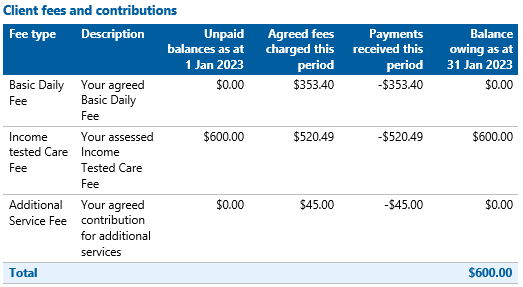 Client fees and contributions
Fee type Description Unpaid balances as at 1 Jan 2023 Agreed fees charged this period Payments received this period Balance owing as at 31 Jan 2023
Basic Daily Fee Your agreed Basic Daily Fee $0.00 $353.40 -$353.40 $0.00
Income tested Care Fee Your assessed Income Tested Care Fee $600.00 $520.49 -$520.49 $600.00
Additional Service Fee Your agreed contribution for additional services $0.00 $45.00 -$45.00 $0.00
Total $600.00